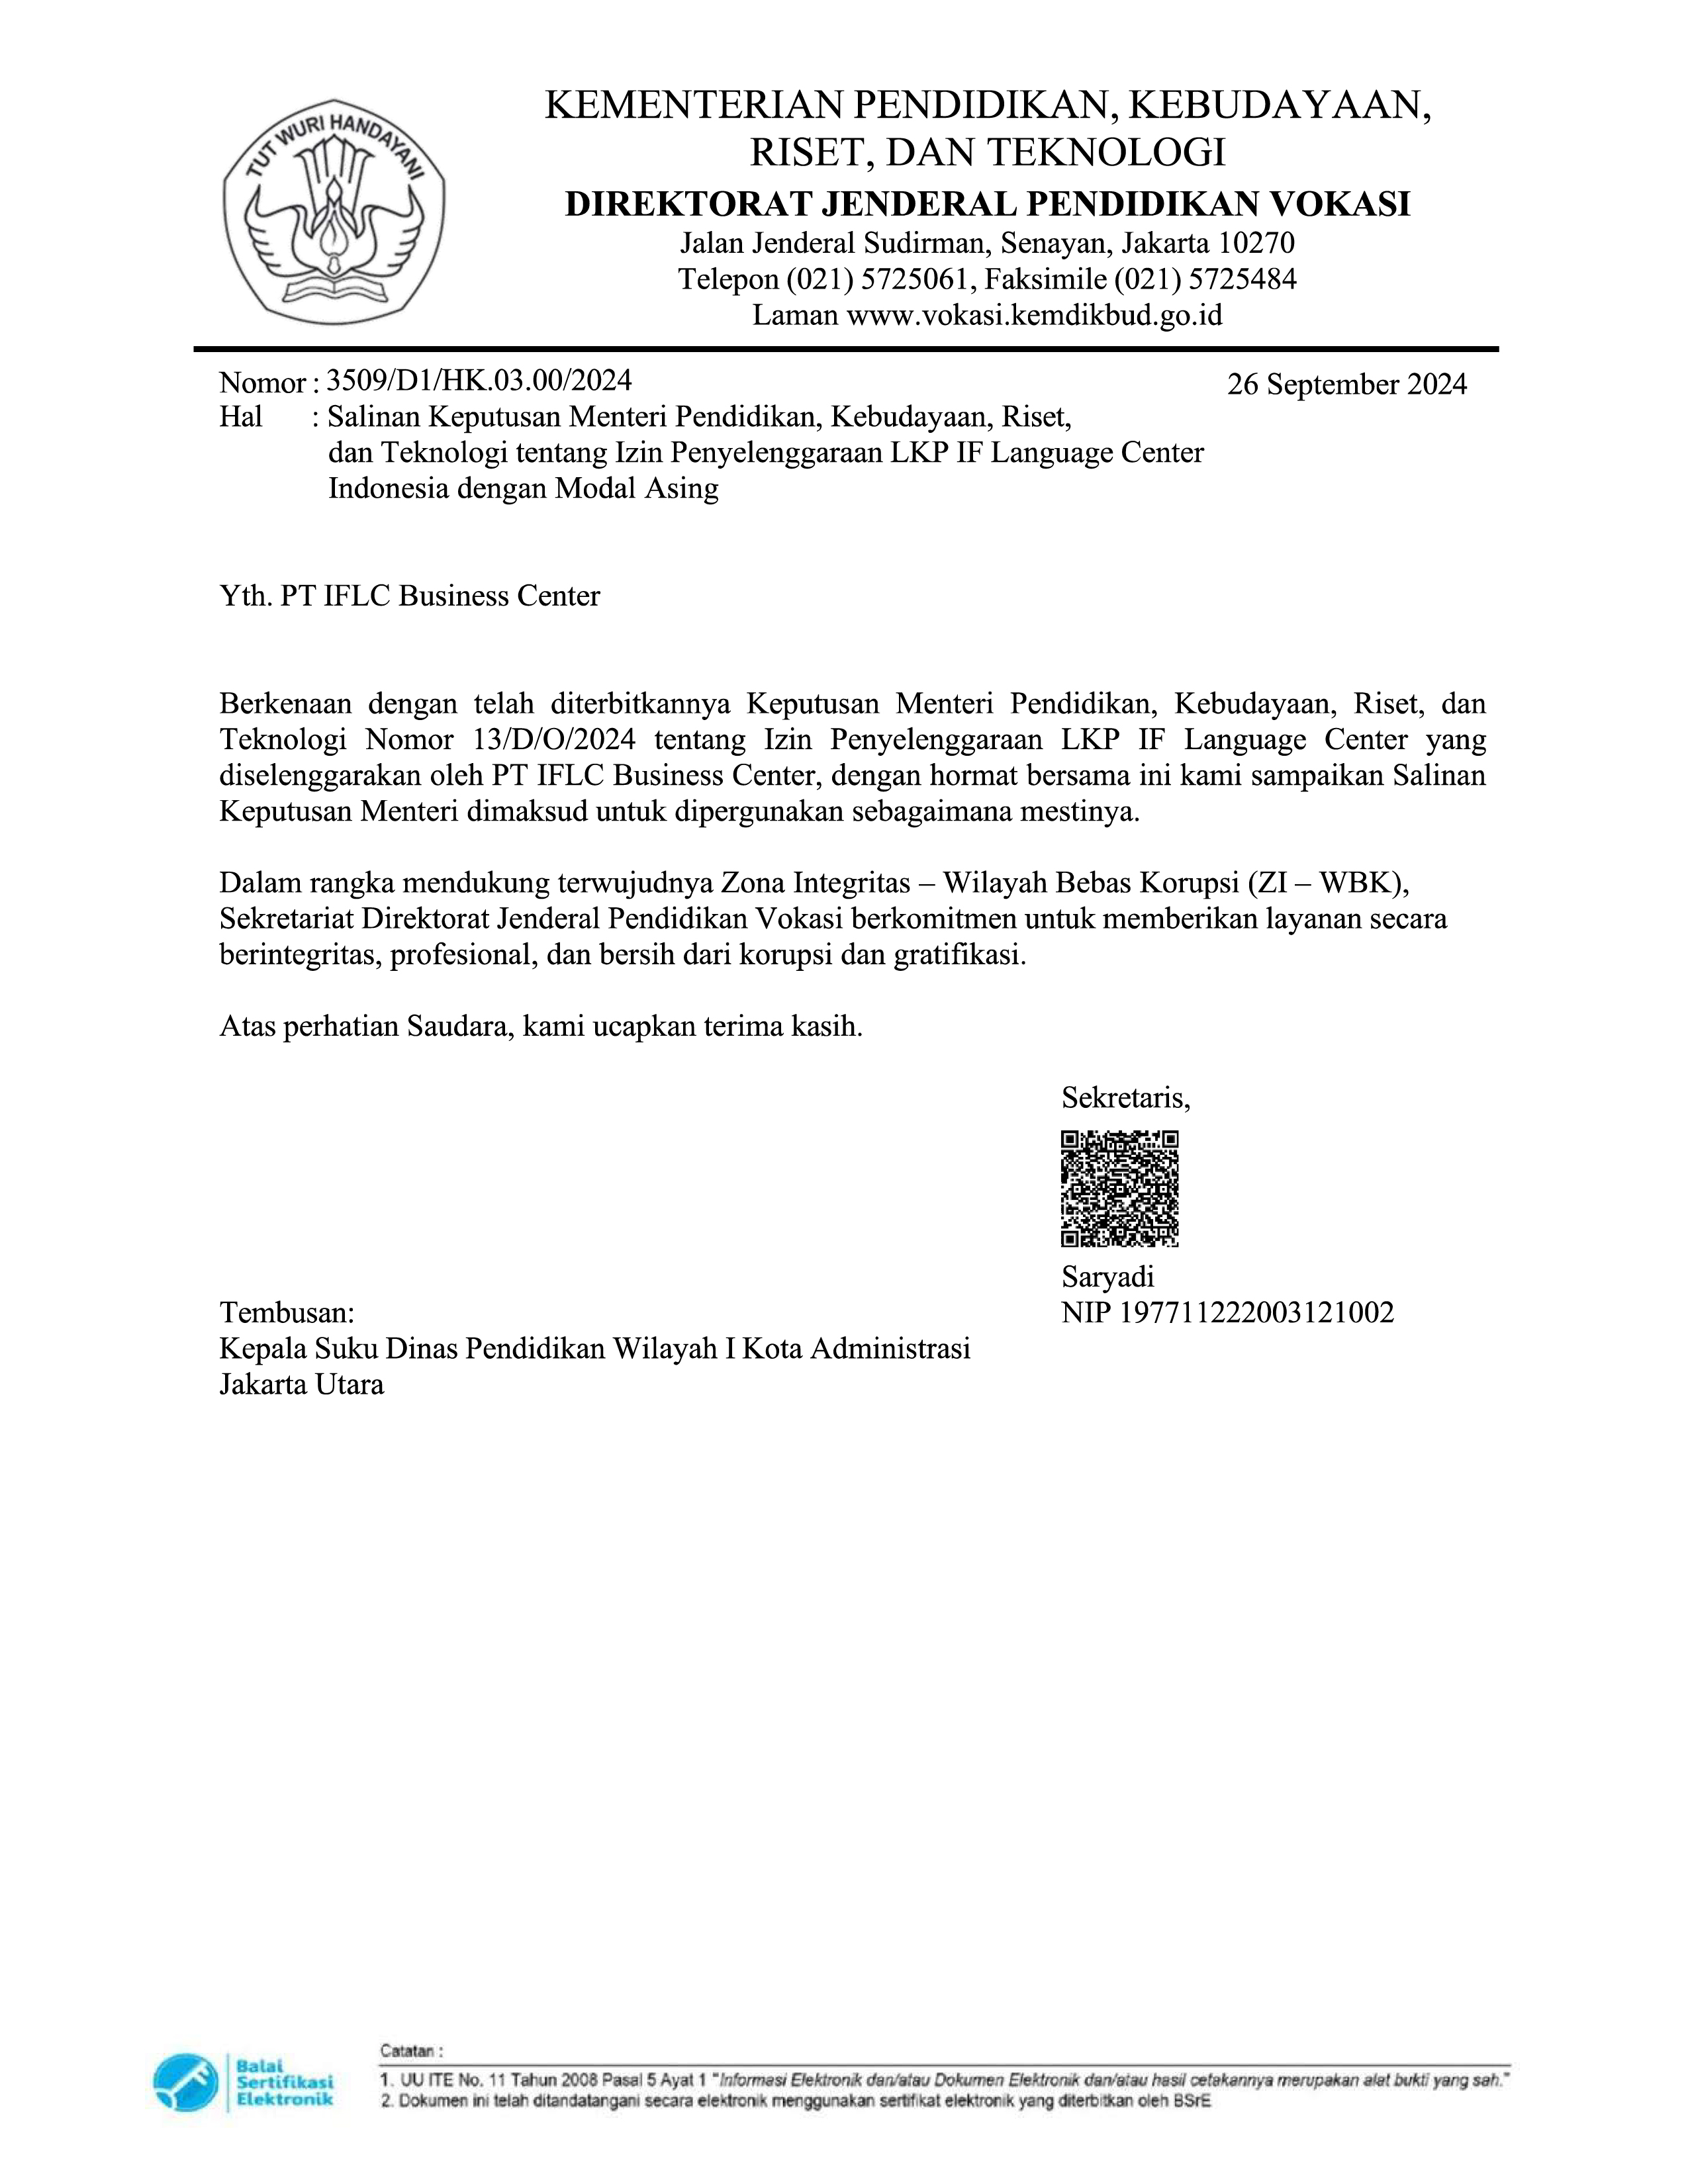 TUT WURI HANDAYANI
KEMENTERIAN PENDIDIKAN, KEBUDAYAAN,
RISET, DAN TEKNOLOGI
DIREKTORAT JENDERAL PENDIDIKAN VOKASI
Jalan Jenderal Sudirman, Senayan, Jakarta 10270
Telepon (021) 5725061, Faksimile (021) 5725484
Laman www.vokasi.kemdikbud.go.id
Nomor : 3509/D1/HK.03.00/2024 26 September 2024
Hal : Salinan Keputusan Menteri Pendidikan, Kebudayaan, Riset,
dan Teknologi tentang Izin Penyelenggaraan LKP IF Language Center
Indonesia dengan Modal Asing
Yth. PT IFLC Business Center
Berkenaan dengan telah diterbitkannya Keputusan Menteri Pendidikan, Kebudayaan, Riset, dan
Teknologi Nomor 13/D/O/2024 tentang Izin Penyelenggaraan LKP IF Language Center yang
diselenggarakan oleh PT IFLC Business Center, dengan hormat bersama ini kami sampaikan Salinan
Keputusan Menteri dimaksud untuk dipergunakan sebagaimana mestinya.
Dalam rangka mendukung terwujudnya Zona Integritas – Wilayah Bebas Korupsi (ZI – WBK),
Sekretariat Direktorat Jenderal Pendidikan Vokasi berkomitmen untuk memberikan layanan secara
berintegritas, profesional, dan bersih dari korupsi dan gratifikasi.
Atas perhatian Saudara, kami ucapkan terima kasih.
Sekretaris,
Saryadi
NIP 197711222003121002
Tembusan:
Kepala Suku Dinas Pendidikan Wilayah I Kota Administrasi
Jakarta Utara
Balai
Sertifikasi
Elektronik
Catatan :
1. UU ITE No. 11 Tahun 2008 Pasal 5 Ayat 1 "Informasi Elektronik dan/atau Dokumen Elektronik dan/atau hasil cetakannya merupakan alat bukti yang sah."
2. Dokumen ini telah ditandatangani secara elektronik menggunakan sertifikat elektronik yang diterbitkan oleh BSrE